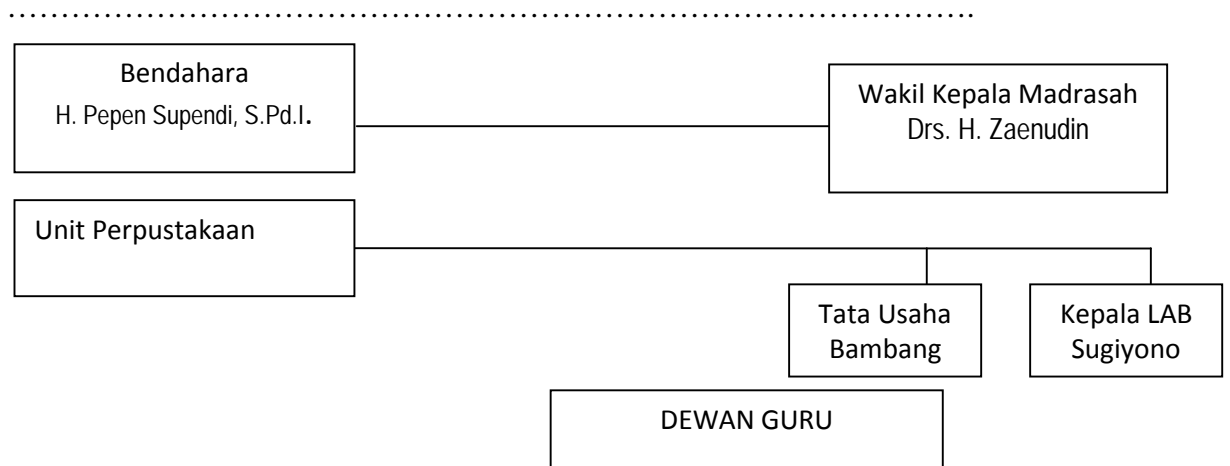 ……………………………………………………………………………….
Bendahara
H. Pepen Supendi, S.Pd.I.
Wakil Kepala Madrasah
Drs. H. Zaenudin
Unit Perpustakaan
Tata Usaha
Bambang
Kepala LAB
Sugiyono
DEWAN GURU